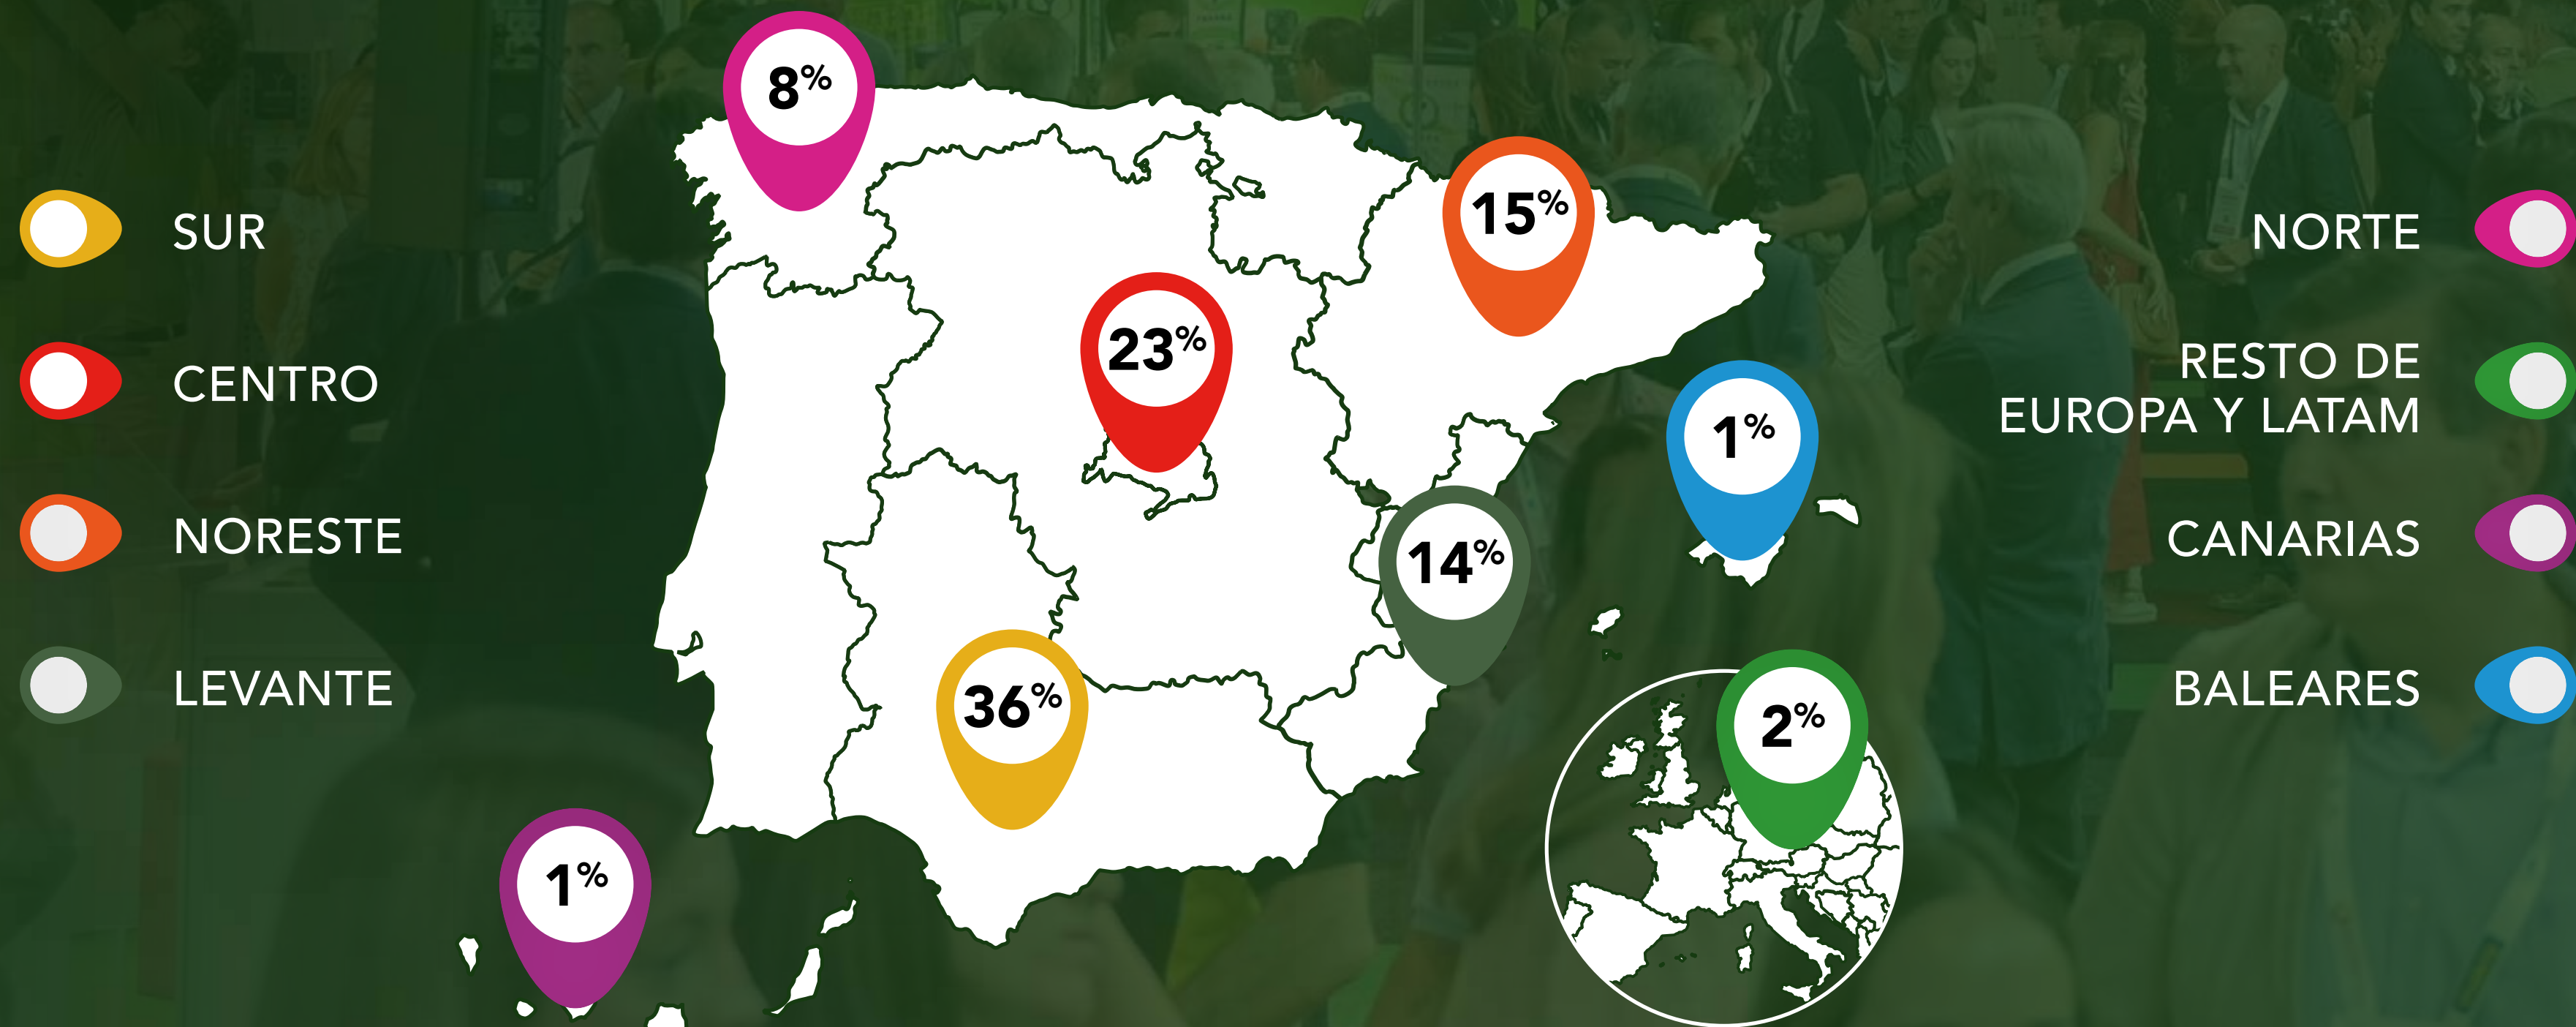 8%
15%
SUR
NORTE
23%
CENTRO
RESTO DE
EUROPA Y LATAM
1%
NORESTE
CANARIAS
14%
LEVANTE
BALEARES
36%
2%
1%